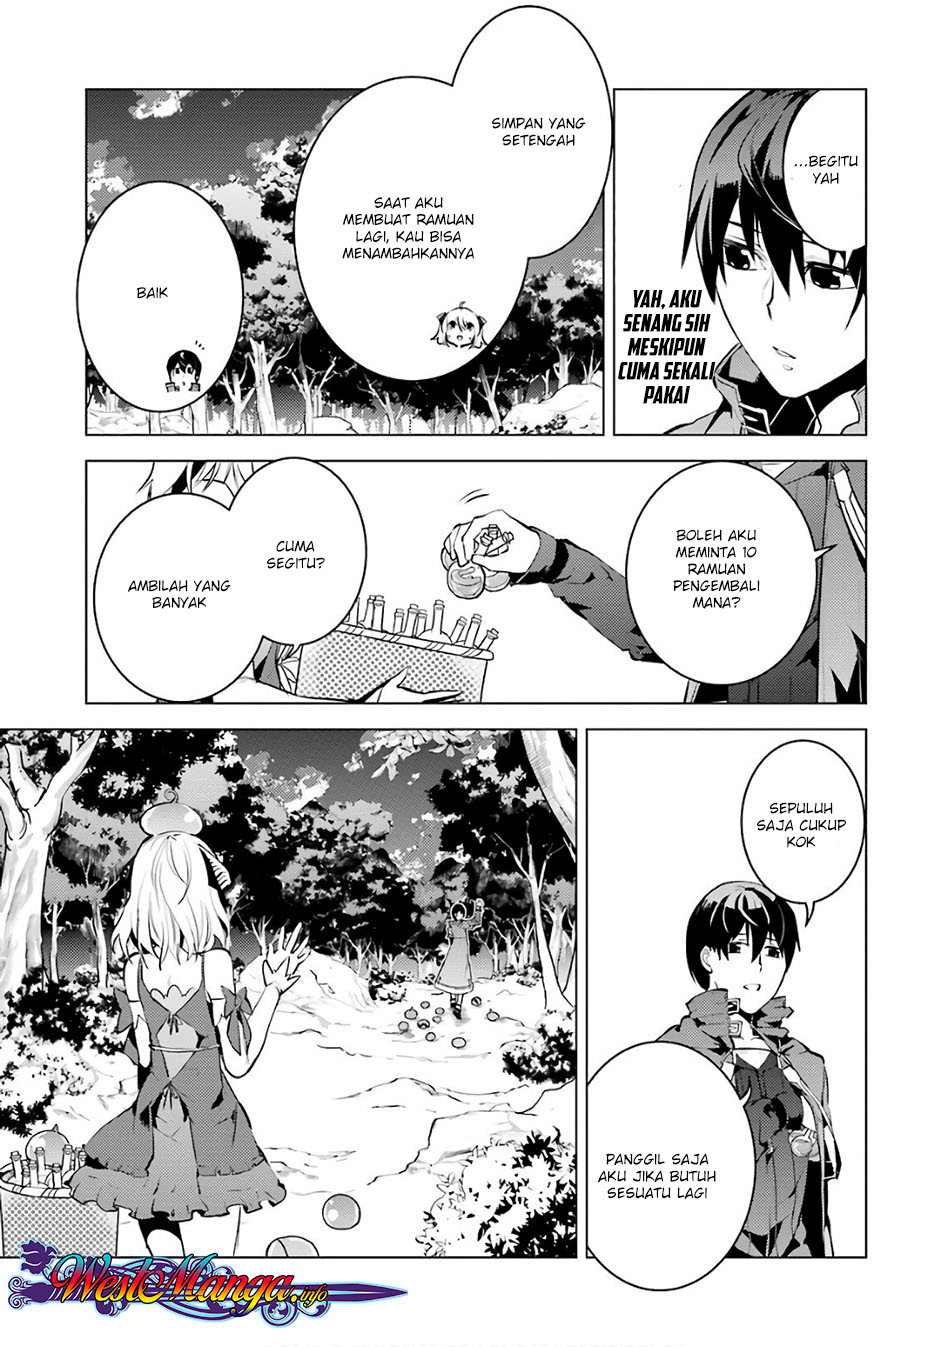 ...BEGITU
YAH
YAH, AKU
SENANG SIH
MESKIPUN
CUMA SEKALI
PAKAI
SIMPAN YANG
SETENGAH
SAAT AKU
MEMBUAT RAMUAN
LAGI, KAU BISA
MENAMBAHKANNYA
BAIK
BOLEH AKU
MEMINTA 10
RAMUAN
PENGEMBALI
MANA?
CUMA
SEGITU?
AMBILAH YANG
BANYAK
SEPULUH
SAJA CUKUP
KOK
PANGGIL SAJA
AKU JIKA BUTUH
SESUATU LAGI
WestManga.info